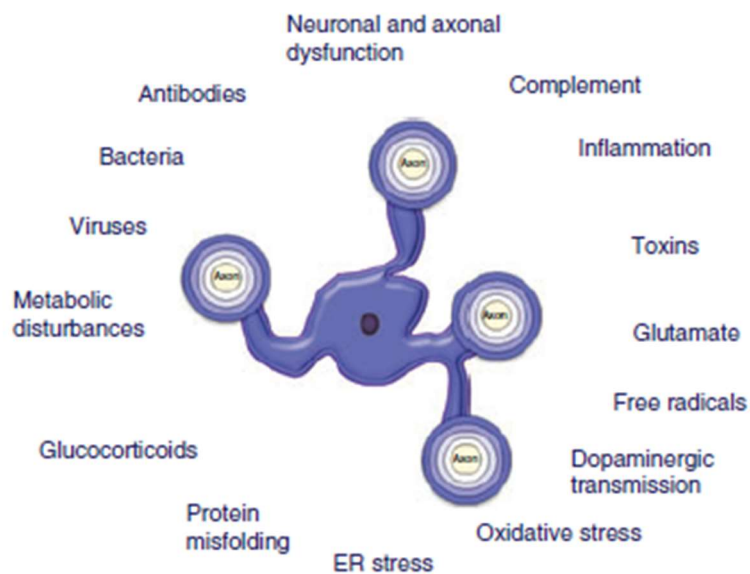 Neuronal and axonal
dysfunction
Antibodies
Complement
Bacteria
Inflammation
Axon
Viruses
Toxins
Axon
Metabolic
disturbances
Axon
Glutamate
Free radicals
Glucocorticoids
Axon
Dopaminergic
transmission
Protein
misfolding
Oxidative stress
ER stress